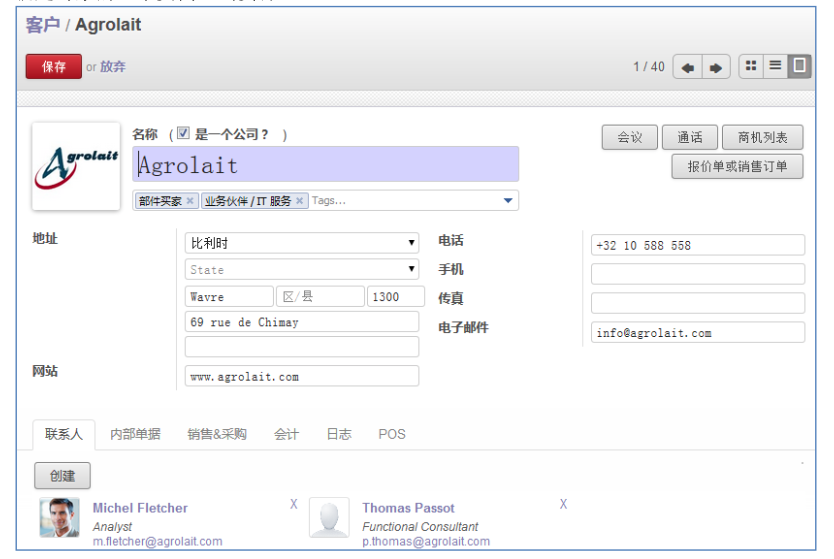 客户 / Agrolait
保存 or 放弃
1 / 40
Agrolait
名称 ( 是一个公司? )
会议 通话 商机列表
Agrolait
报价单或销售订单
部件买家 × 业务伙伴 / IT 服务 × Tags...
地址 比利时 电话 +32 10 588 558
State 手机
Wavre 区/县 1300 传真
69 rue de Chimay 电子邮件 info@agrolait.com
网站 www.agrolait.com
联系人 内部单据 销售&采购 会计 日志 POS
创建
Michel Fletcher X Thomas Passot X
Analyst Functional Consultant
m.fletcher@agrolait.com p.thomas@agrolait.com